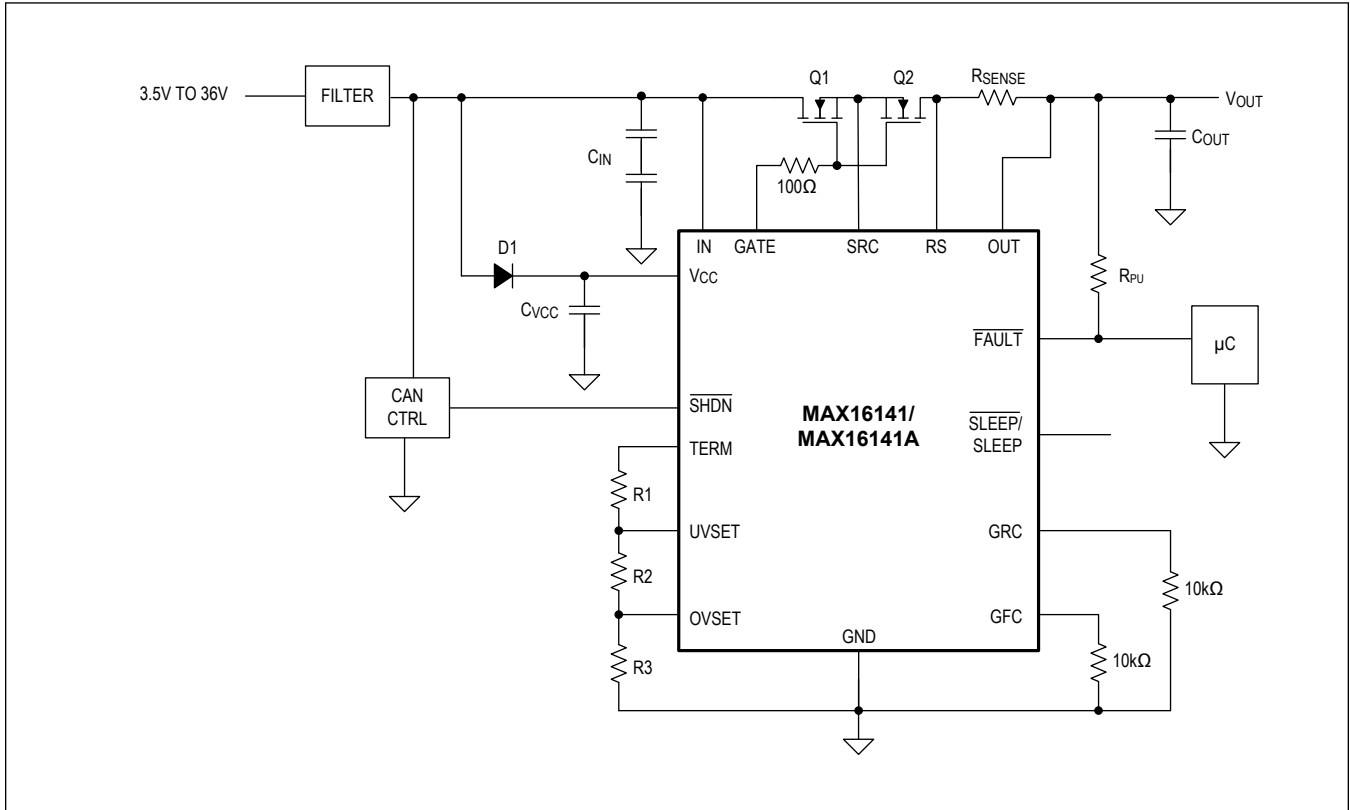 3.5V TO 36V
FILTER
Q1
Q2
RSENSE
VOUT
CIN
COUT
100Ω
D1
IN
GATE
SRC
RS
OUT
VCC
CVCC
RPU
FAULT
µC
CAN
CTRL
SHDN
MAX16141/
MAX16141A
SLEEP/
SLEEP
TERM
R1
UVSET
GRC
R2
10kΩ
OVSET
GFC
GND
R3
10kΩ